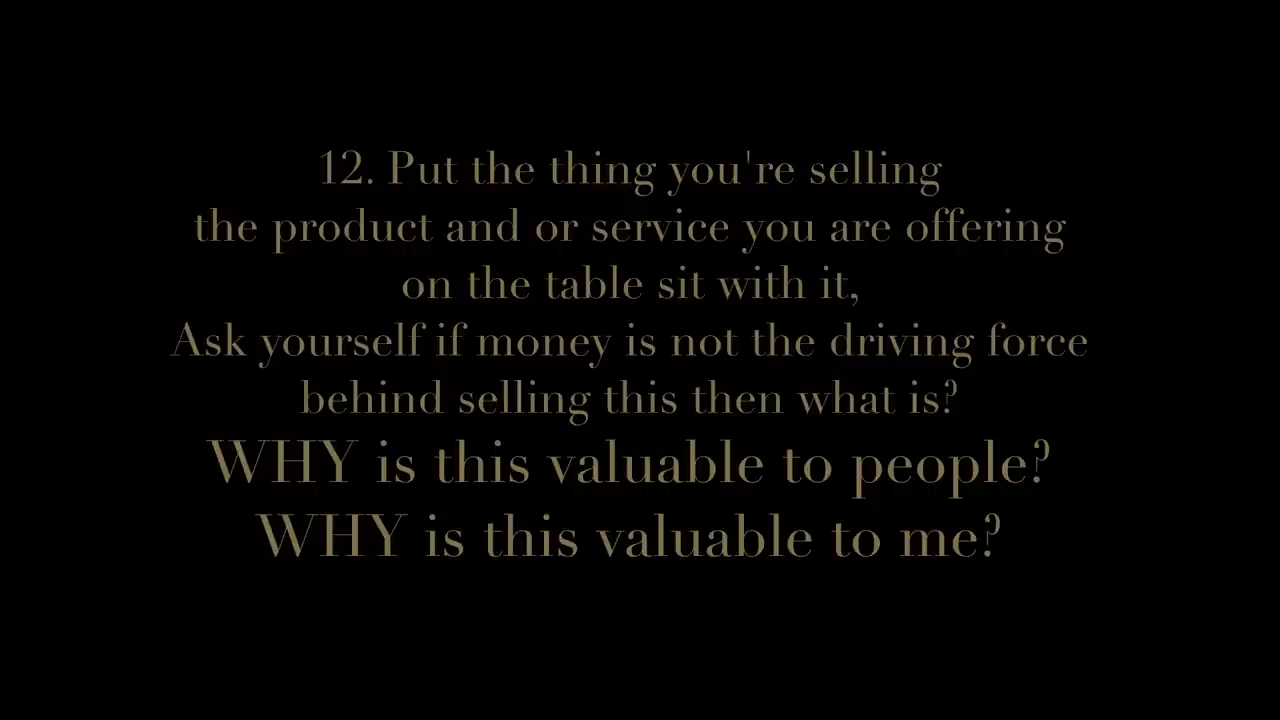 12. Put the thing you're selling
the product and or service you are offering
on the table sit with it,
Ask yourself if money is not the driving force
behind selling this then what is?
WHY is this valuable to people?
WHY is this valuable to me?